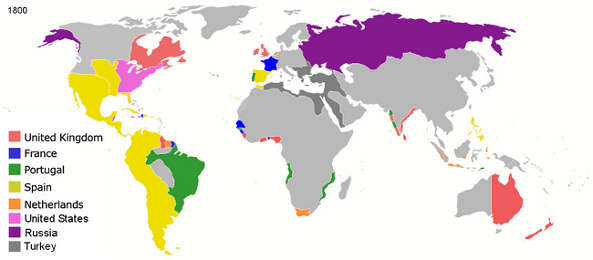 1800
United Kingdom
France
Portugal
Spain
Netherlands
United States
Russia
Turkey